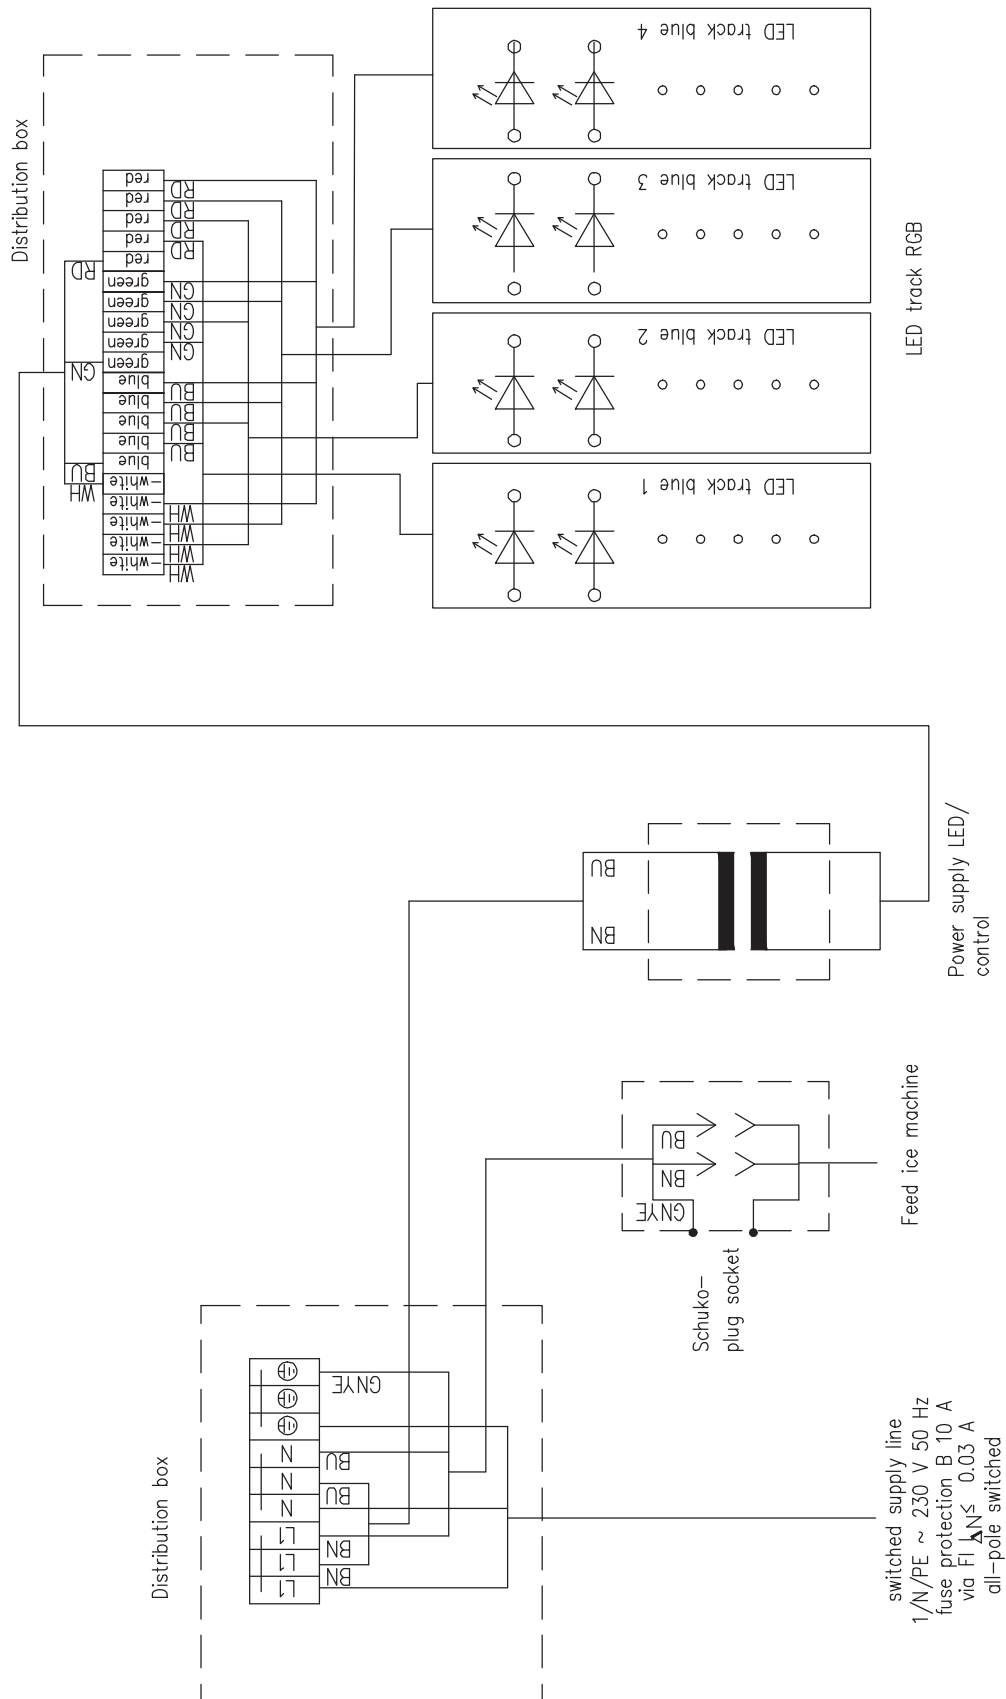 Distribution box
red
red
red
red
red
green
green
green
green
green
blue
blue
blue
blue
blue
-white
-white
-white
-white
-white
RD
GN
BU
WH
RD
RD
RD
RD
GN
GN
GN
GN
BU
BU
BU
BU
WH
WH
WH
WH
LED track blue 4
LED track blue 3
LED track blue 2
LED track blue 1
LED track RGB
BU
BN
Power supply LED/
control
BU
BN
GNYE
Schuko-
plug socket
Feed ice machine
Distribution box
N
N
N
L1
L1
L1
GNYE
BU
BU
BN
BN
switched supply line
1/N/PE ~ 230 V 50 Hz
fuse protection B 10 A
via FI I ΔN≤ 0.03 A
all-pole switched